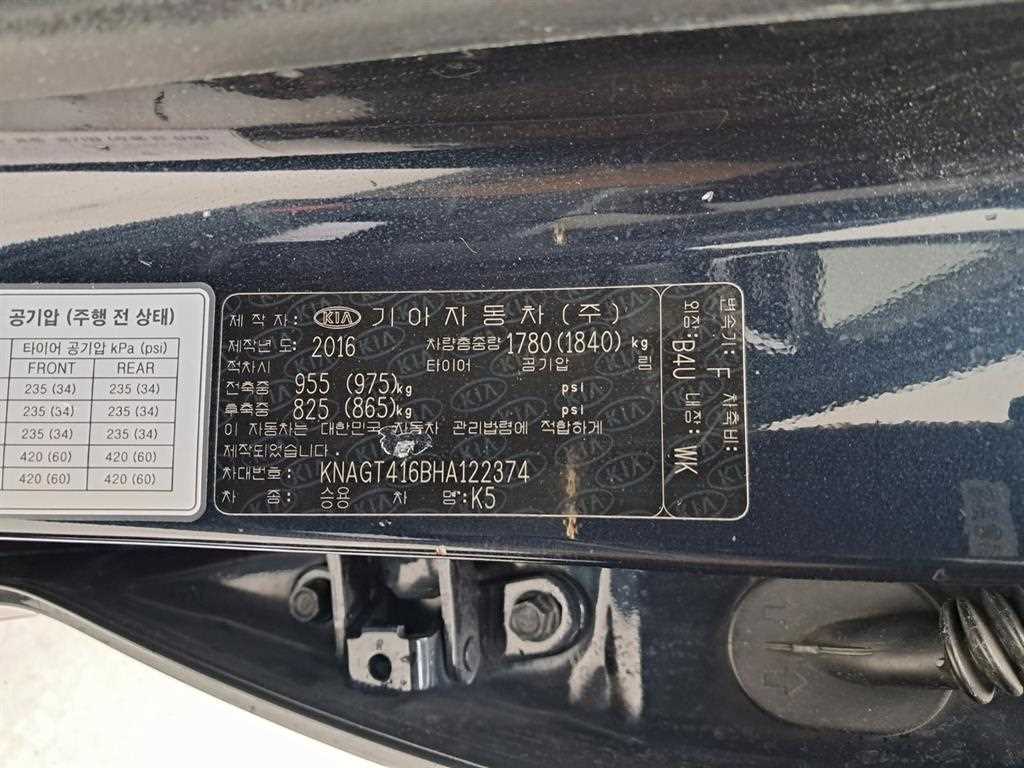 공기압 (주행 전 상태)
타이어 공기압 kPa (psi)
FRONT REAR
235 (34) 235 (34)
235 (34) 235 (34)
235 (34) 235 (34)
420 (60) 420 (60)
420 (60) 420 (60)
제 작 자: KIA 기아자동차(주)
제작년도: 2016 차량총중량 1780(1840) kg
적차시 타이어 공기압 림
전축중 955 (975)kg psi
후축중 825 (865)kg psi
이 자동차는 대한민국 자동차 관리법령에 적합하게
제작되었습니다.
차대번호: KNAGT416BHA122374
차 종: 승용 차 명:K5
변속기: F 차축비:
외장:B4U 내장: WK